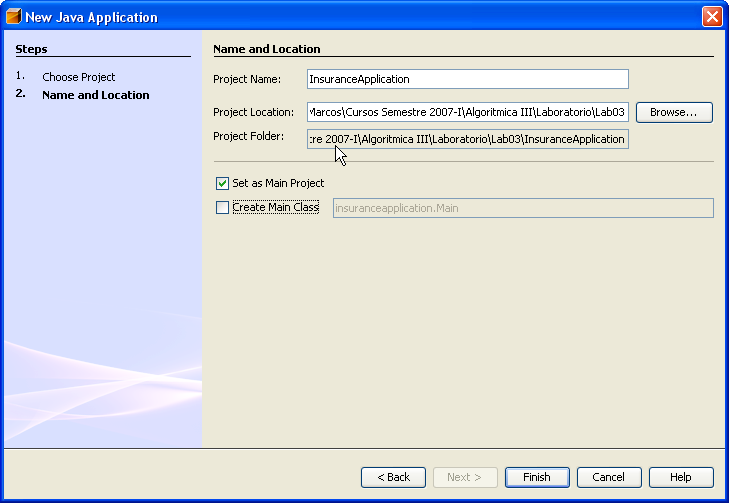 New Java Application
Steps
1. Choose Project
2. Name and Location
Name and Location
Project Name: InsuranceApplication
Project Location: Marcos\Cursos Semestre 2007-I\Algoritmica III\Laboratorio\Lab03 Browse...
Project Folder: tre 2007-I\Algoritmica III\Laboratorio\Lab03\InsuranceApplication
Set as Main Project
Create Main Class insuranceapplication.Main
< Back Next > Finish Cancel Help